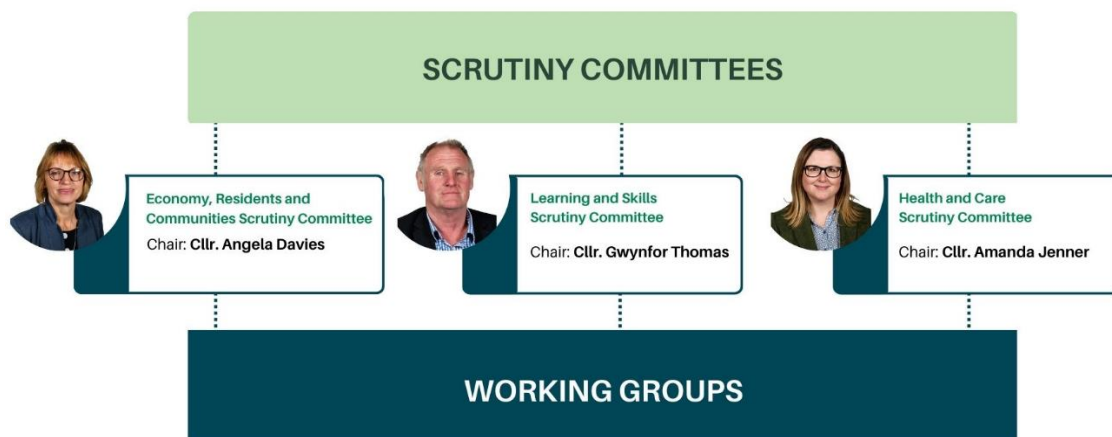 SCRUTINY COMMITTEES
Economy, Residents and
Communities Scrutiny Committee
Chair: Cllr. Angela Davies
Learning and Skills
Scrutiny Committee
Chair: Cllr. Gwynfor Thomas
Health and Care
Scrutiny Committee
Chair: Cllr. Amanda Jenner
WORKING GROUPS